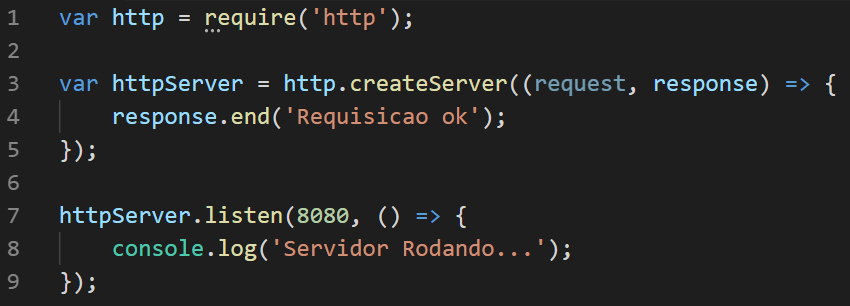 1 var http = require('http');
2
3 var httpServer = http.createServer((request, response) => {
4     response.end('Requisicao ok');
5 });
6
7 httpServer.listen(8080, () => {
8     console.log('Servidor Rodando...');
9 });